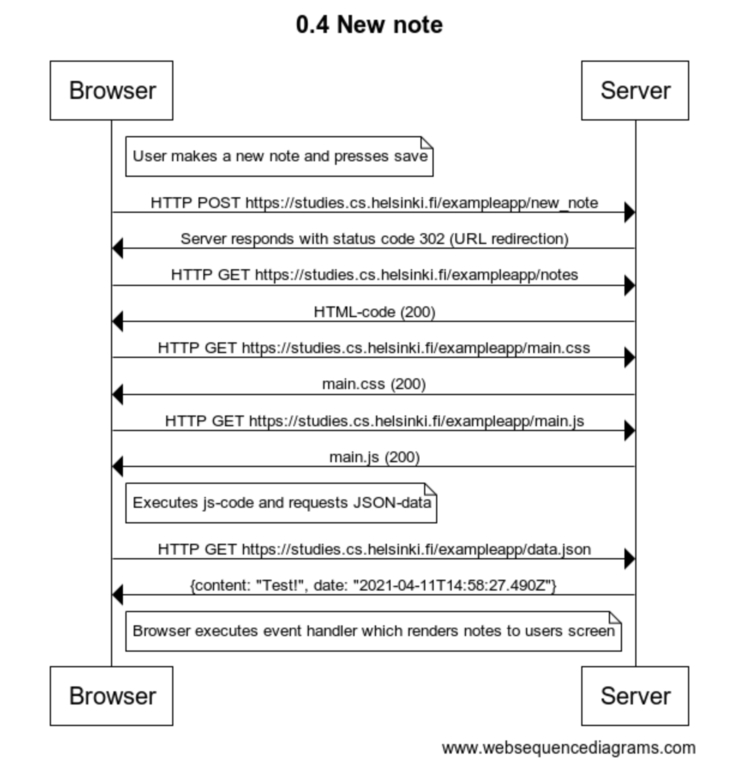 0.4 New note
Browser
Server
User makes a new note and presses save
HTTP POST https://studies.cs.helsinki.fi/exampleapp/new_note
Server responds with status code 302 (URL redirection)
HTTP GET https://studies.cs.helsinki.fi/exampleapp/notes
HTML-code (200)
HTTP GET https://studies.cs.helsinki.fi/exampleapp/main.css
main.css (200)
HTTP GET https://studies.cs.helsinki.fi/exampleapp/main.js
main.js (200)
Executes js-code and requests JSON-data
HTTP GET https://studies.cs.helsinki.fi/exampleapp/data.json
{content: "Test!", date: "2021-04-11T14:58:27.490Z"}
Browser executes event handler which renders notes to users screen
Browser
Server
www.websequencediagrams.com